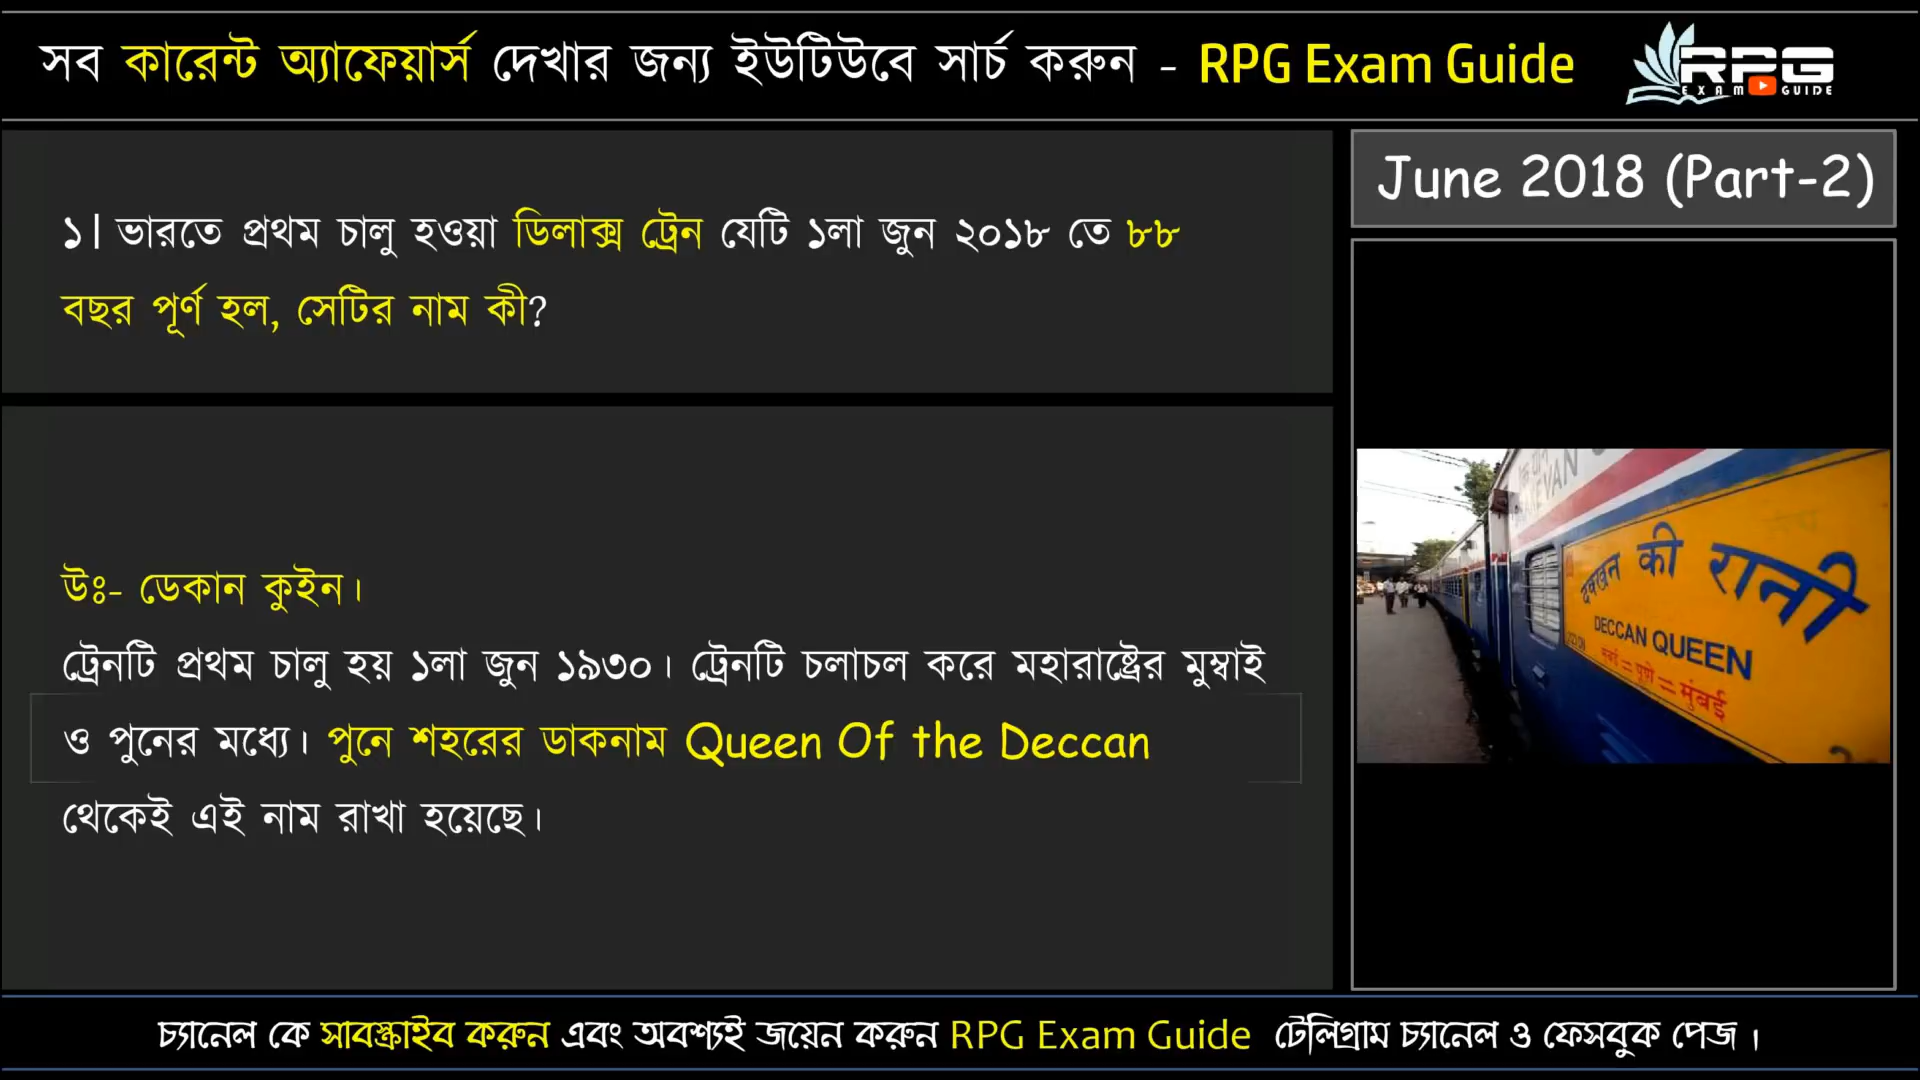 সব কারেন্ট অ্যাফেয়ার্স দেখার জন্য ইউটিউবে সার্চ করুন - RPG Exam Guide
RPG
EXAM GUIDE
June 2018 (Part-2)
১। ভারতে প্রথম চালু হওয়া ডিলাক্স ট্রেন যেটি ১লা জুন ২০১৮ তে ৮৮
বছর পূর্ণ হল, সেটির নাম কী?
উঃ- ডেকান কুইন।
ট্রেনটি প্রথম চালু হয় ১লা জুন ১৯৩০। ট্রেনটি চলাচল করে মহারাষ্ট্রের মুম্বাই
ও পুনের মধ্যে। পুনে শহরের ডাকনাম Queen Of the Deccan
থেকেই এই নাম রাখা হয়েছে।
दक्खन की रानी
DECCAN QUEEN
मुंबई = पुणे = मुंबई
চ্যানেল কে সাবস্ক্রাইব করুন এবং অবশ্যই জয়েন করুন RPG Exam Guide টেলিগ্রাম চ্যানেল ও ফেসবুক পেজ।